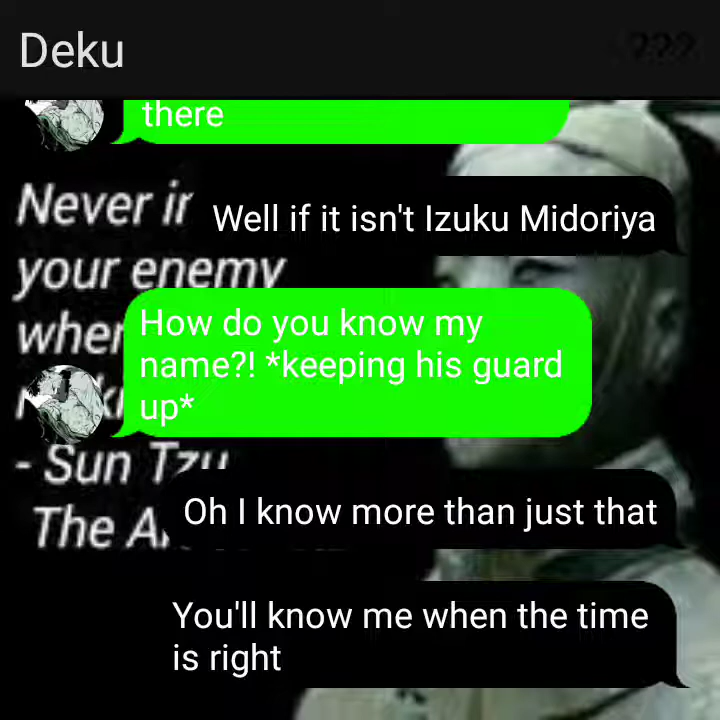 Deku
???
there
Never
Well if it isn't Izuku Midoriya
your enemy
How do you know my
name?! *keeping his guard
up*
- Sun Tzu
The
Oh I know more than just that
You'll know me when the time
is right